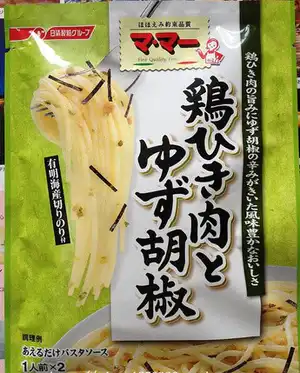 日清製粉グループ
ほほえみ約束品質
マ・マー
鶏ひき肉の旨みにゆず胡椒の辛みがきいた風味豊かなおいしさ
鶏ひき肉と
ゆず胡椒
有明海産切りのり付
調理例
あえるだけパスタソース
1人前×2